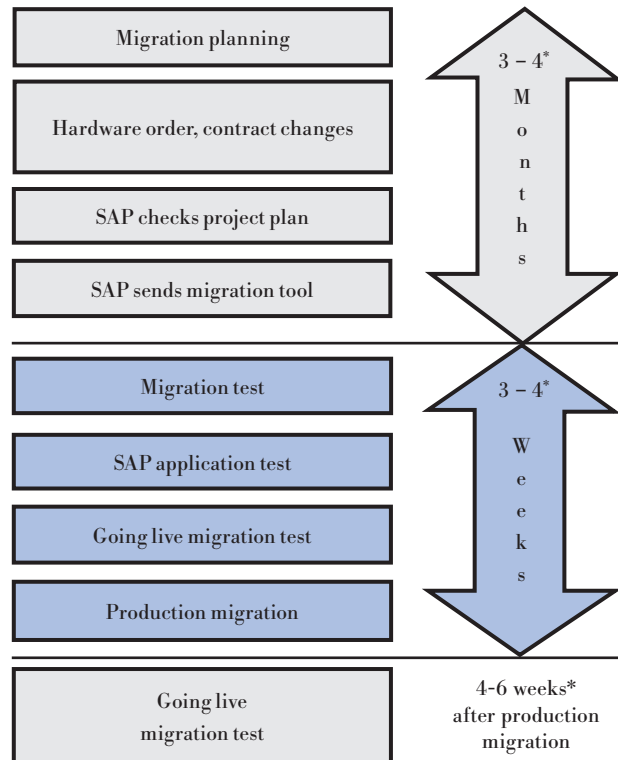 Migration planning
3 – 4*
Months
Hardware order, contract changes
SAP checks project plan
SAP sends migration tool
Migration test
3 – 4*
Weeks
SAP application test
Going live migration test
Production migration
Going live
migration test
4-6 weeks*
after production
migration